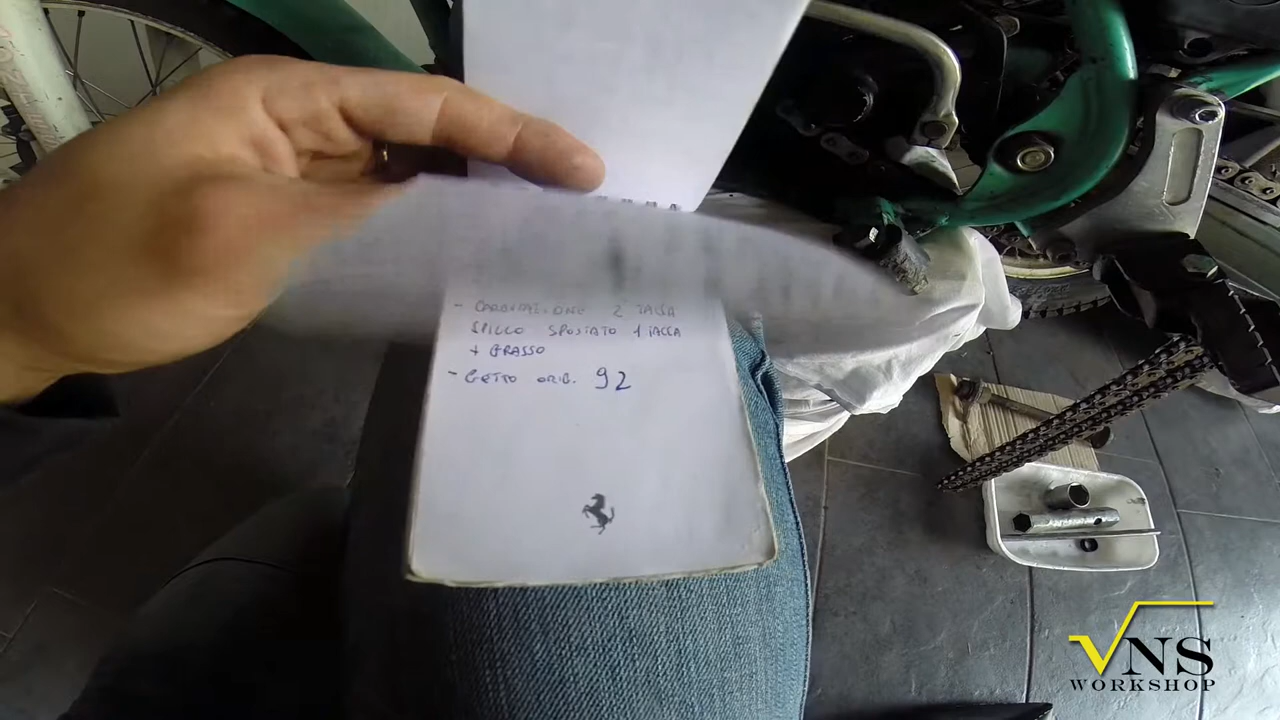 - CARBURAZIONE 2 TACCA
SPILLO SPOSTATO 1 TACCA
+ GRASSO
- GETTO ORIG. 92
VNS
WORKSHOP